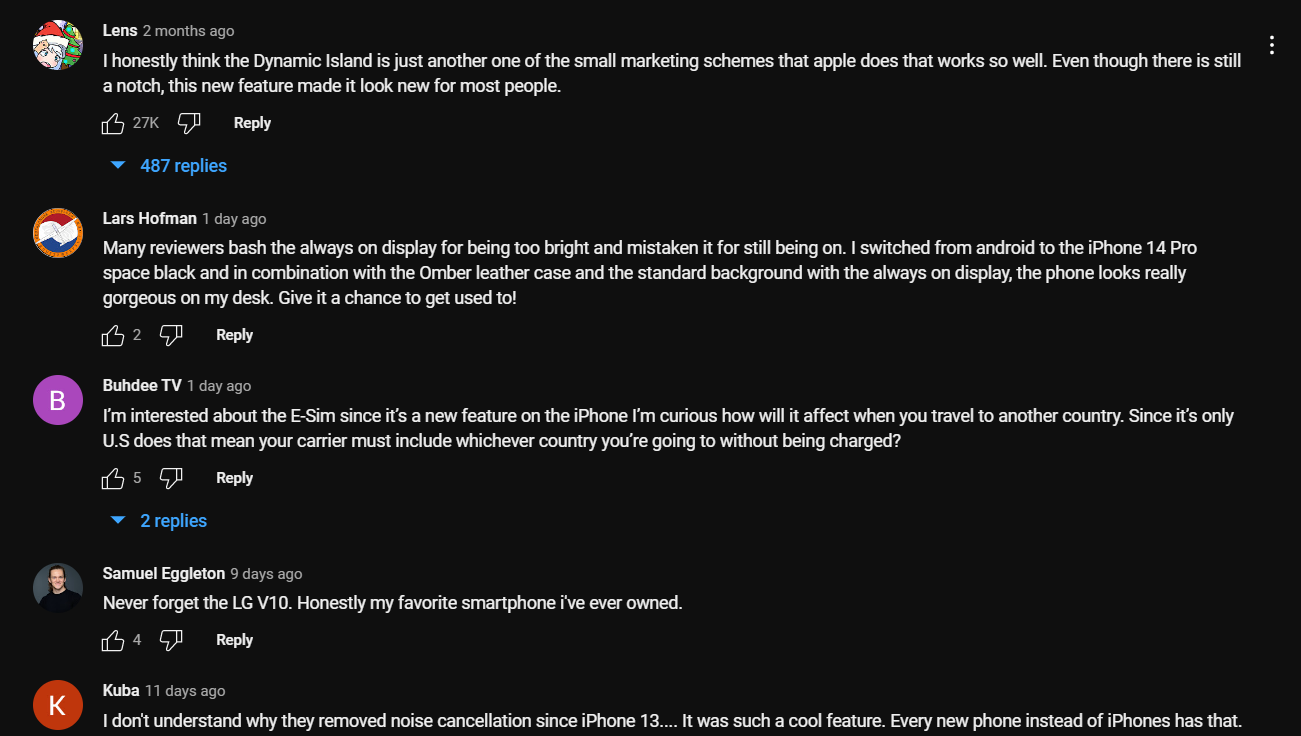 Lens 2 months ago
I honestly think the Dynamic Island is just another one of the small marketing schemes that apple does that works so well. Even though there is still
a notch, this new feature made it look new for most people.
27K Reply
487 replies
Lars Hofman 1 day ago
Many reviewers bash the always on display for being too bright and mistaken it for still being on. I switched from android to the iPhone 14 Pro
space black and in combination with the Omber leather case and the standard background with the always on display, the phone looks really
gorgeous on my desk. Give it a chance to get used to!
2 Reply
B
Buhdee TV 1 day ago
I’m interested about the E-Sim since it’s a new feature on the iPhone I’m curious how will it affect when you travel to another country. Since it’s only
U.S does that mean your carrier must include whichever country you’re going to without being charged?
5 Reply
2 replies
Samuel Eggleton 9 days ago
Never forget the LG V10. Honestly my favorite smartphone i've ever owned.
4 Reply
K
Kuba 11 days ago
I don't understand why they removed noise cancellation since iPhone 13.... It was such a cool feature. Every new phone instead of iPhones has that.